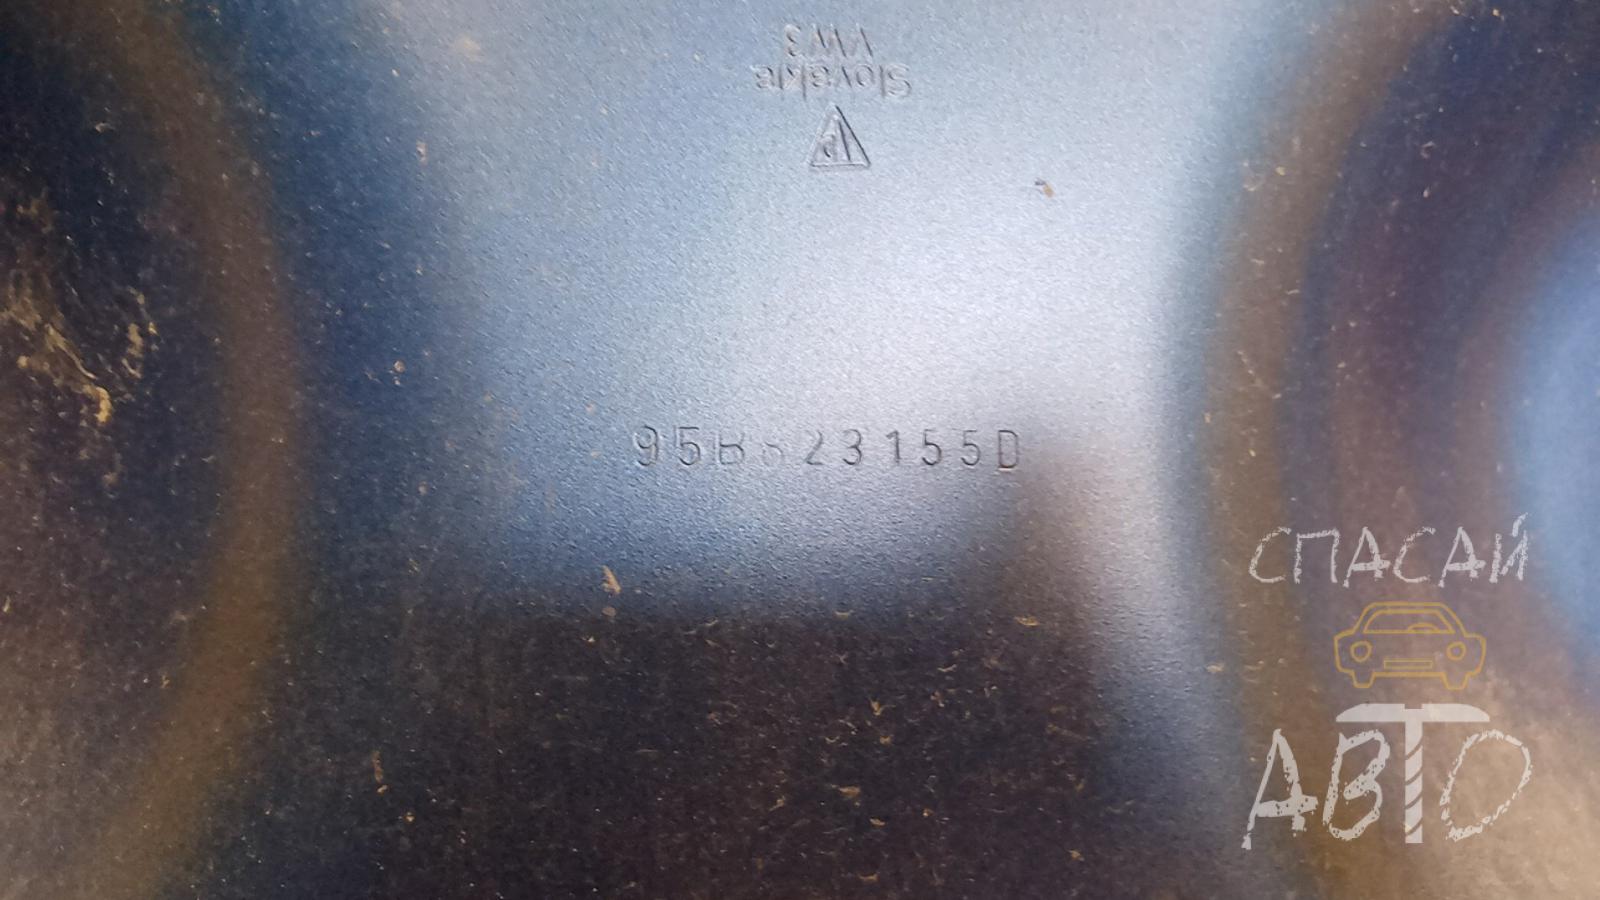 VW3
Slovakia
95B823155D
СПАСАЙ
АВТО